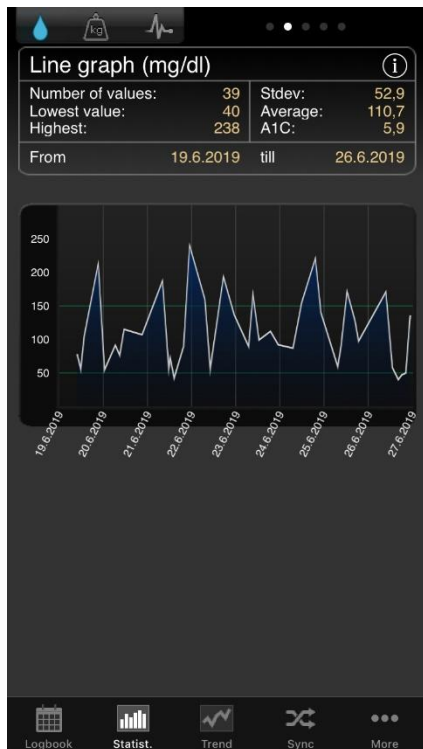 kg
Line graph (mg/dl)
i
Number of values: 39
Lowest value: 40
Highest: 238
Stdev: 52,9
Average: 110,7
A1C: 5,9
From 19.6.2019 till 26.6.2019
250
200
150
100
50
19.6.2019
20.6.2019
21.6.2019
22.6.2019
23.6.2019
24.6.2019
25.6.2019
26.6.2019
27.6.2019
Logbook
Statist.
Trend
Sync
More